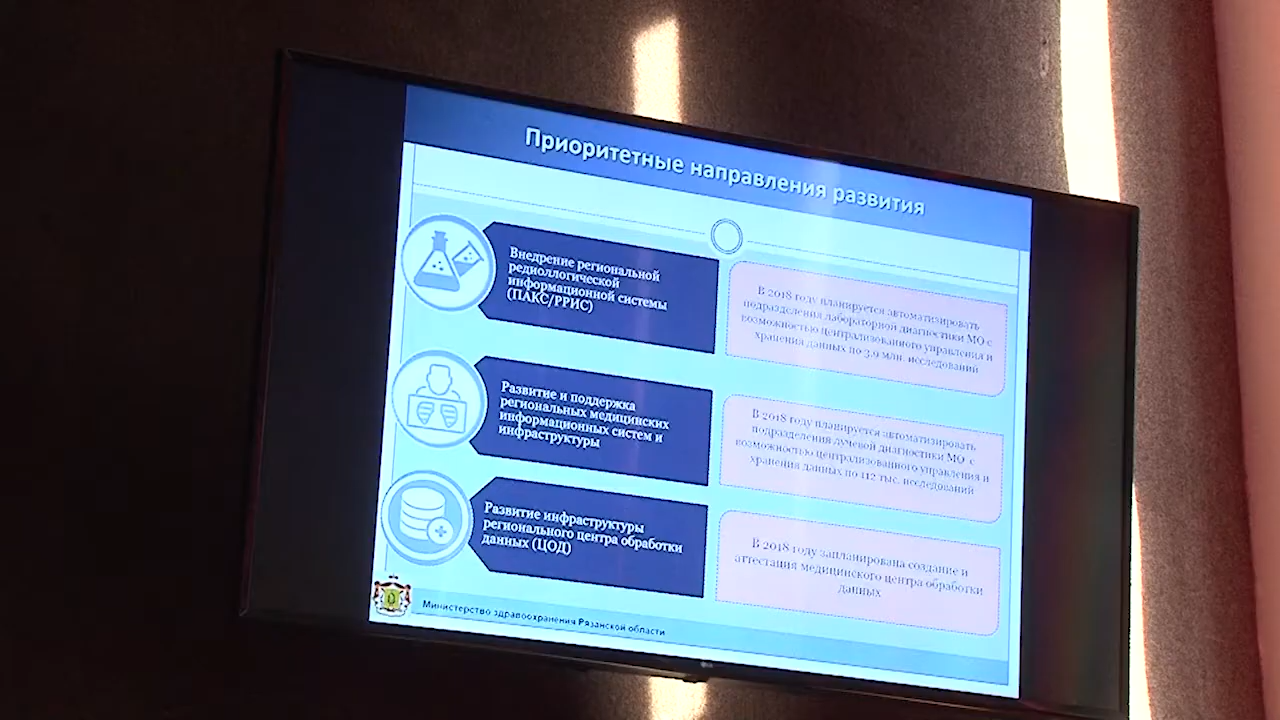 Приоритетные направления развития
Внедрение региональной
редиоллогической
информационной системы
(ПАКС/РРИС)
В 2018 году планируется автоматизировать
подразделения лабораторной диагностики МО с
возможностью централизованного управления и
хранения данных по 3,9 млн. исследований
Развитие и поддержка
региональных медицинских
информационных систем и
инфраструктуры
В 2018 году планируется автоматизировать
подразделения лучевой диагностики МО с
возможностью централизованного управления и
хранения данных по 112 тыс. исследований
Развитие инфраструктуры
регионального центра обработки
данных (ЦОД)
В 2018 году запланирована создание и
аттестация медицинского центра обработки
данных
Министерство здравоохранения Рязанской области
LG